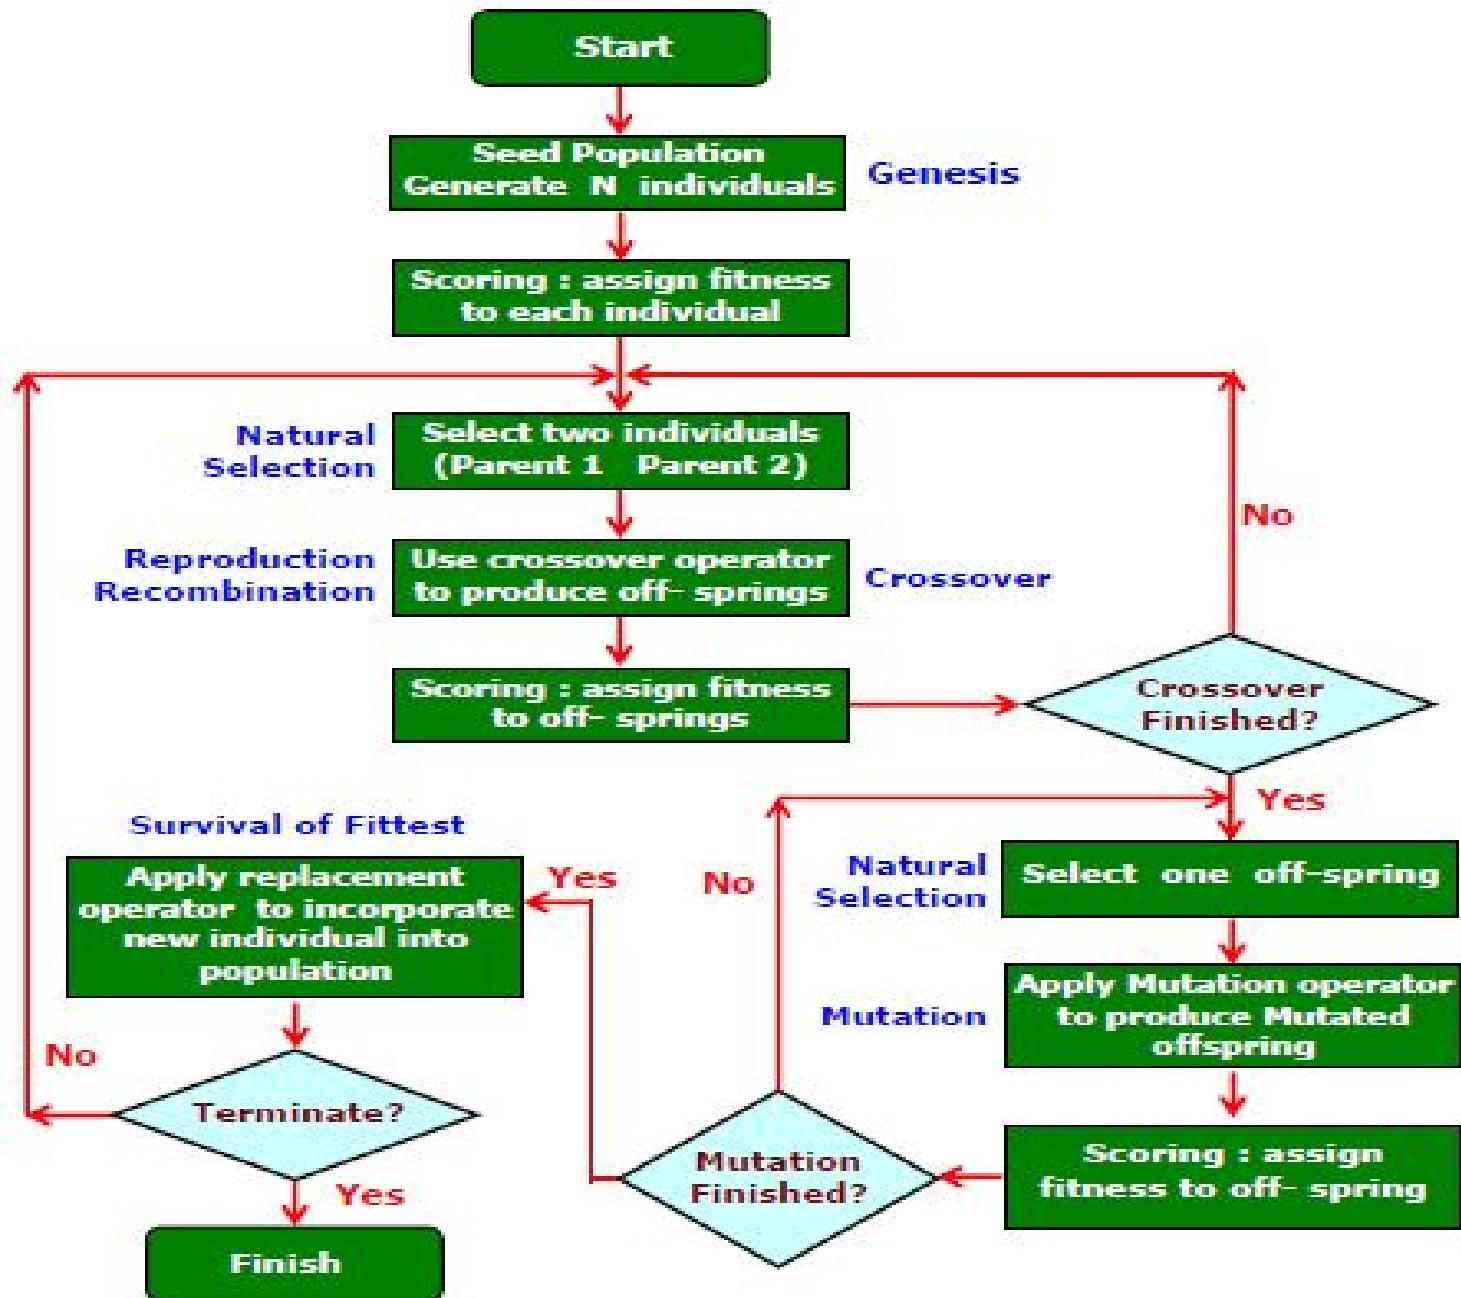 Start
Seed Population
Generate N individuals
Genesis
Scoring : assign fitness
to each individual
Natural
Selection
Select two individuals
(Parent 1 Parent 2)
No
Reproduction
Recombination
Use crossover operator
to produce off- springs
Crossover
Scoring : assign fitness
to off- springs
Crossover
Finished?
Yes
Natural
Selection
Select one off-spring
Mutation
Apply Mutation operator
to produce Mutated
offspring
Scoring : assign
fitness to off- spring
Mutation
Finished?
No
Yes
Survival of Fittest
Apply replacement
operator to incorporate
new individual into
population
No
Terminate?
Yes
Finish